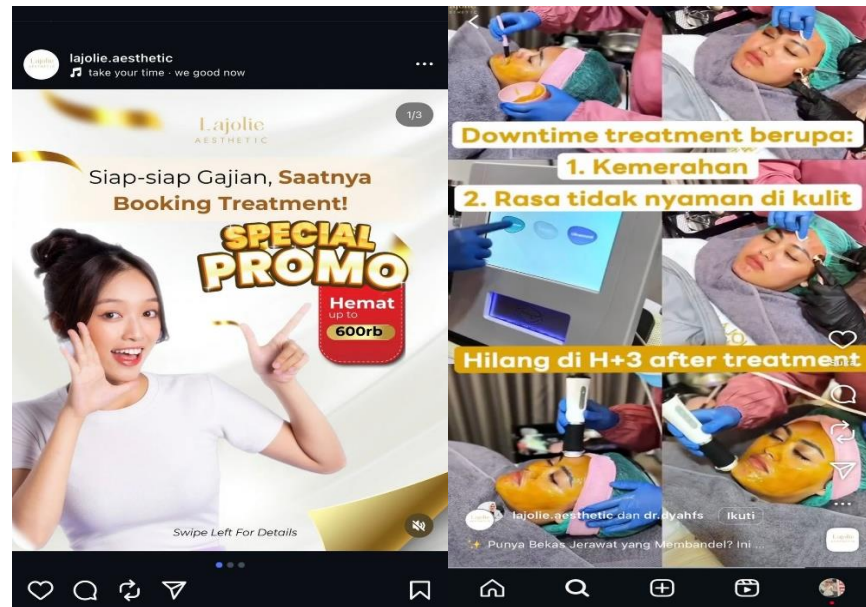 lajolie.aesthetic
take your time · we good now
1/3
Lajolie
AESTHETIC
Siap-siap Gajian, Saatnya
Booking Treatment!
SPECIAL
PROMO
Hemat
up to
600rb
Swipe Left For Details
Downtime treatment berupa:
1. Kemerahan
2. Rasa tidak nyaman di kulit
Hilang di H+3 after treatment
lajolie.aesthetic dan dr.dyahfs
Ikuti
✨ Punya Bekas Jerawat yang Membandel? Ini ...